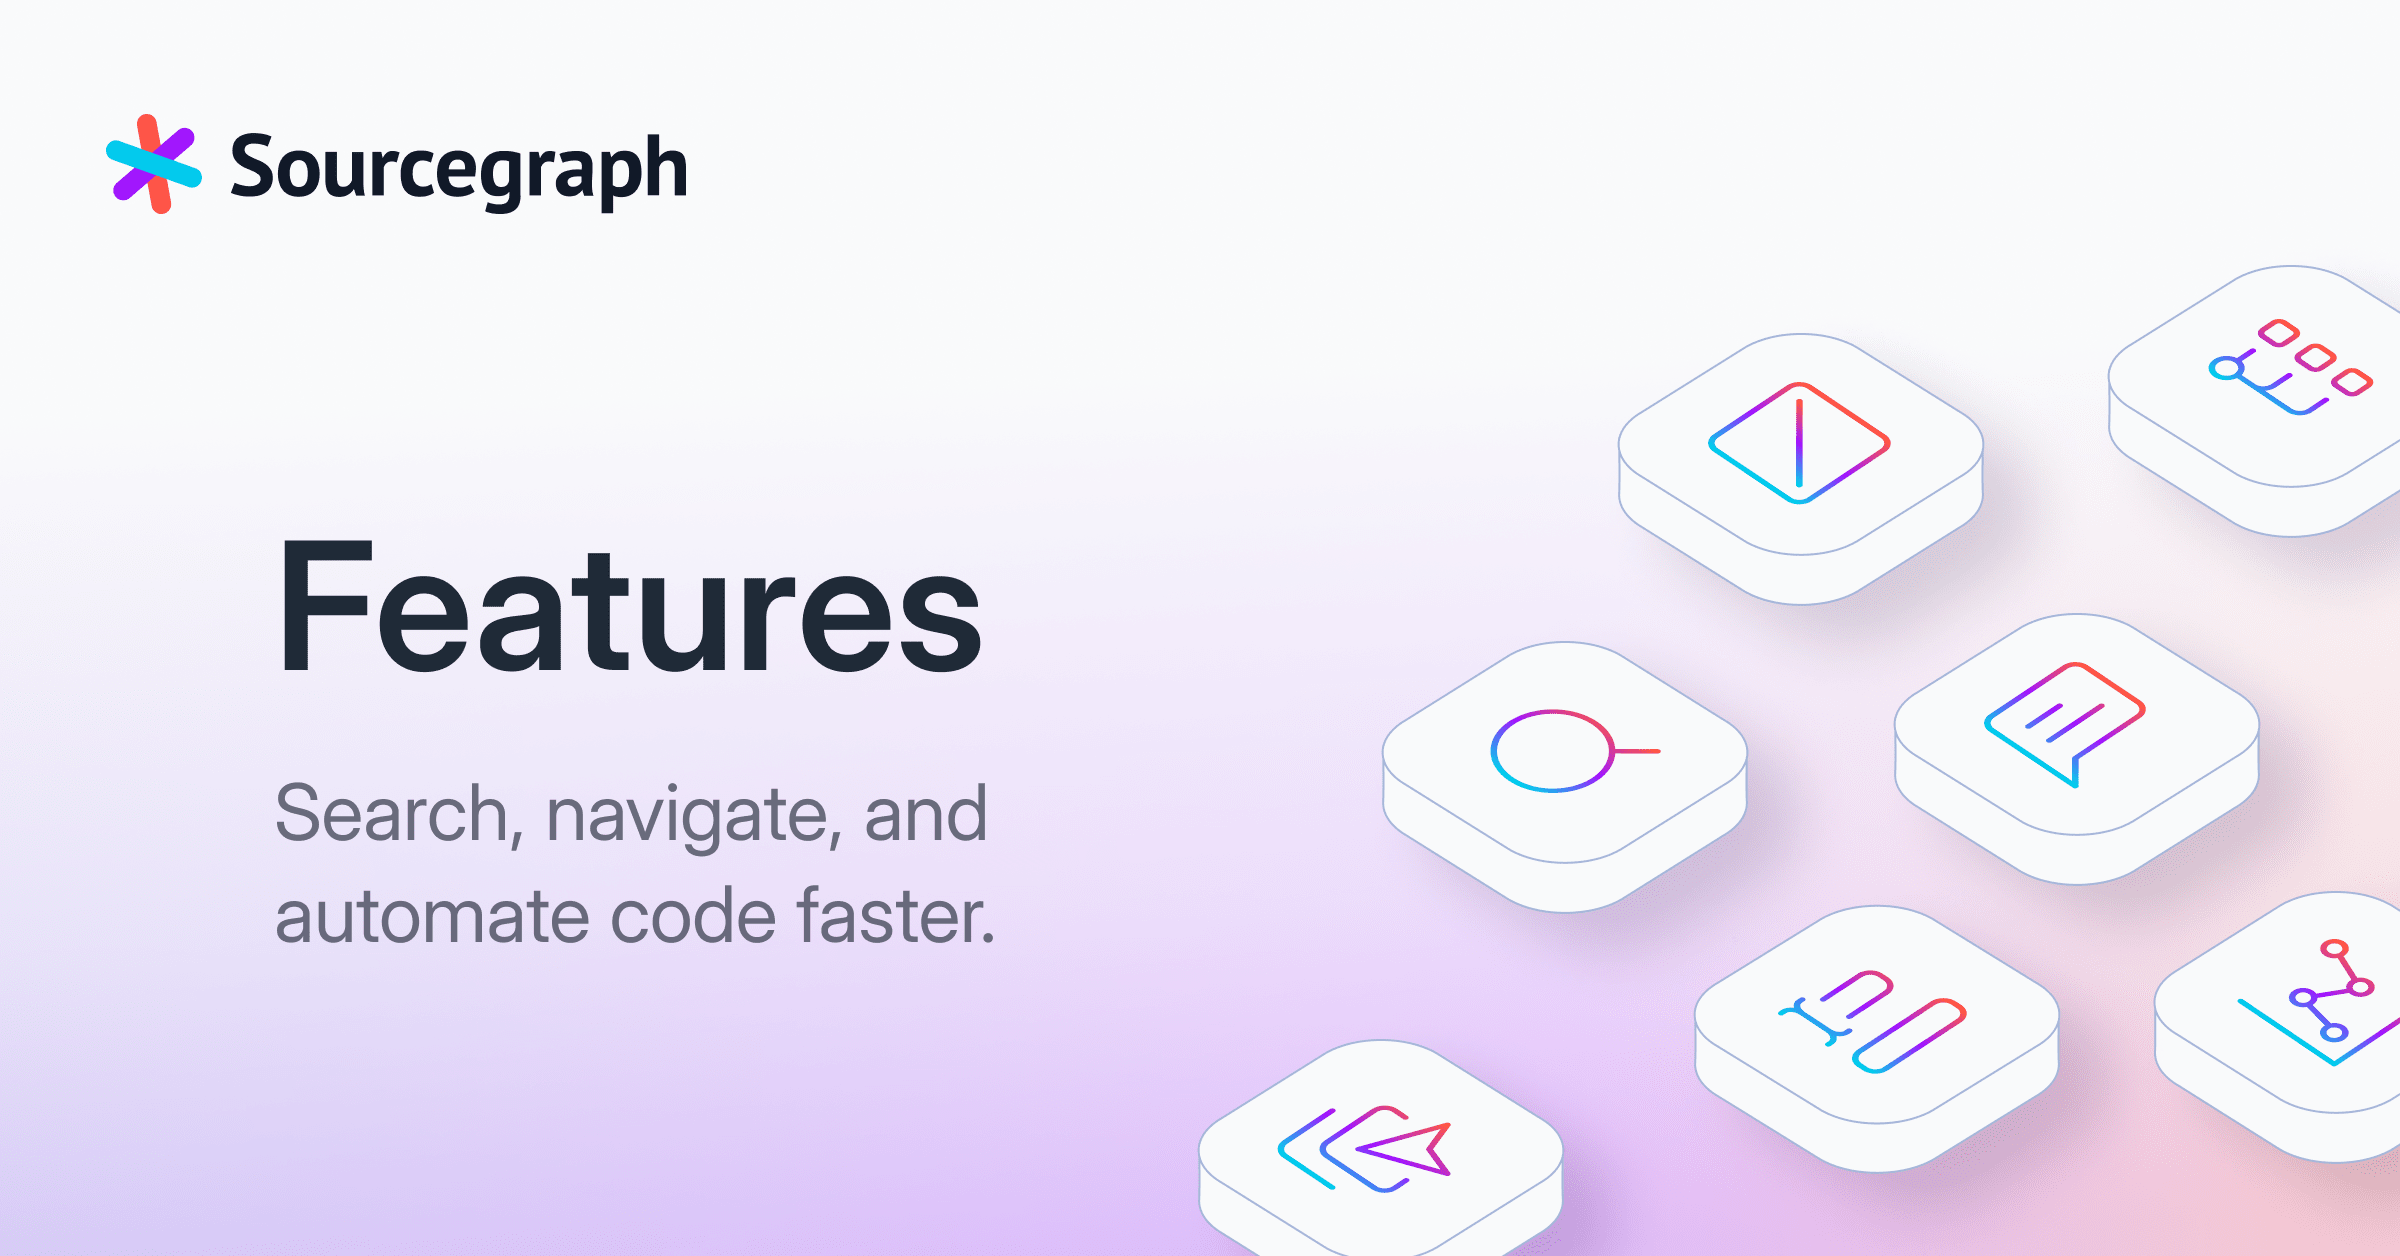 Sourcegraph
Features
Search, navigate, and
automate code faster.